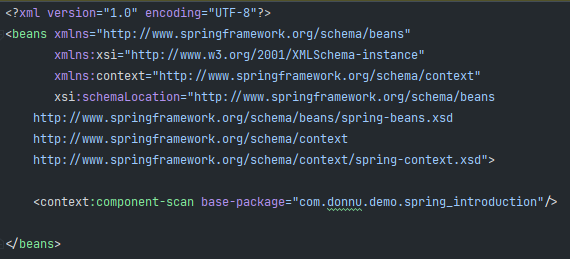 <?xml version="1.0" encoding="UTF-8"?>
<beans xmlns="http://www.springframework.org/schema/beans"
xmlns:xsi="http://www.w3.org/2001/XMLSchema-instance"
xmlns:context="http://www.springframework.org/schema/context"
xsi:schemaLocation="http://www.springframework.org/schema/beans
http://www.springframework.org/schema/beans/spring-beans.xsd
http://www.springframework.org/schema/context
http://www.springframework.org/schema/context/spring-context.xsd">
<context:component-scan base-package="com.donnu.demo.spring_introduction"/>
</beans>